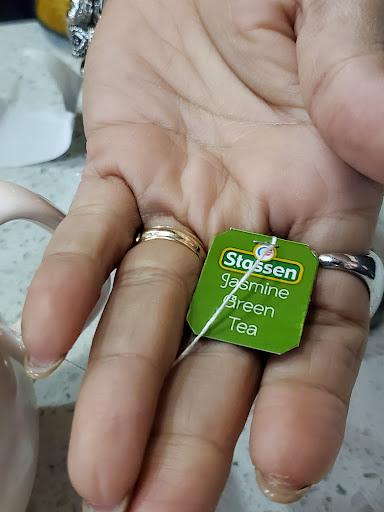 Stassen
Jasmine
Green
Tea